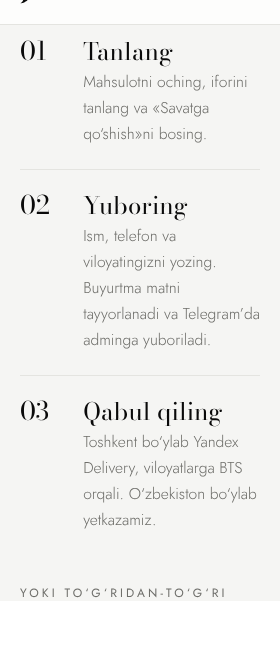 01 Tanlang
Mahsulotni oching, iforini
tanlang va «Savatga
qo‘shish»ni bosing.
02 Yuboring
Ism, telefon va
viloyatingizni yozing.
Buyurtma matni
tayyorlanadi va Telegram’da
adminga yuboriladi.
03 Qabul qiling
Toshkent bo‘ylab Yandex
Delivery, viloyatlarga BTS
orqali. O‘zbekiston bo‘ylab
yetkazamiz.
YOKI TO‘G‘RIDAN-TO‘G‘RI